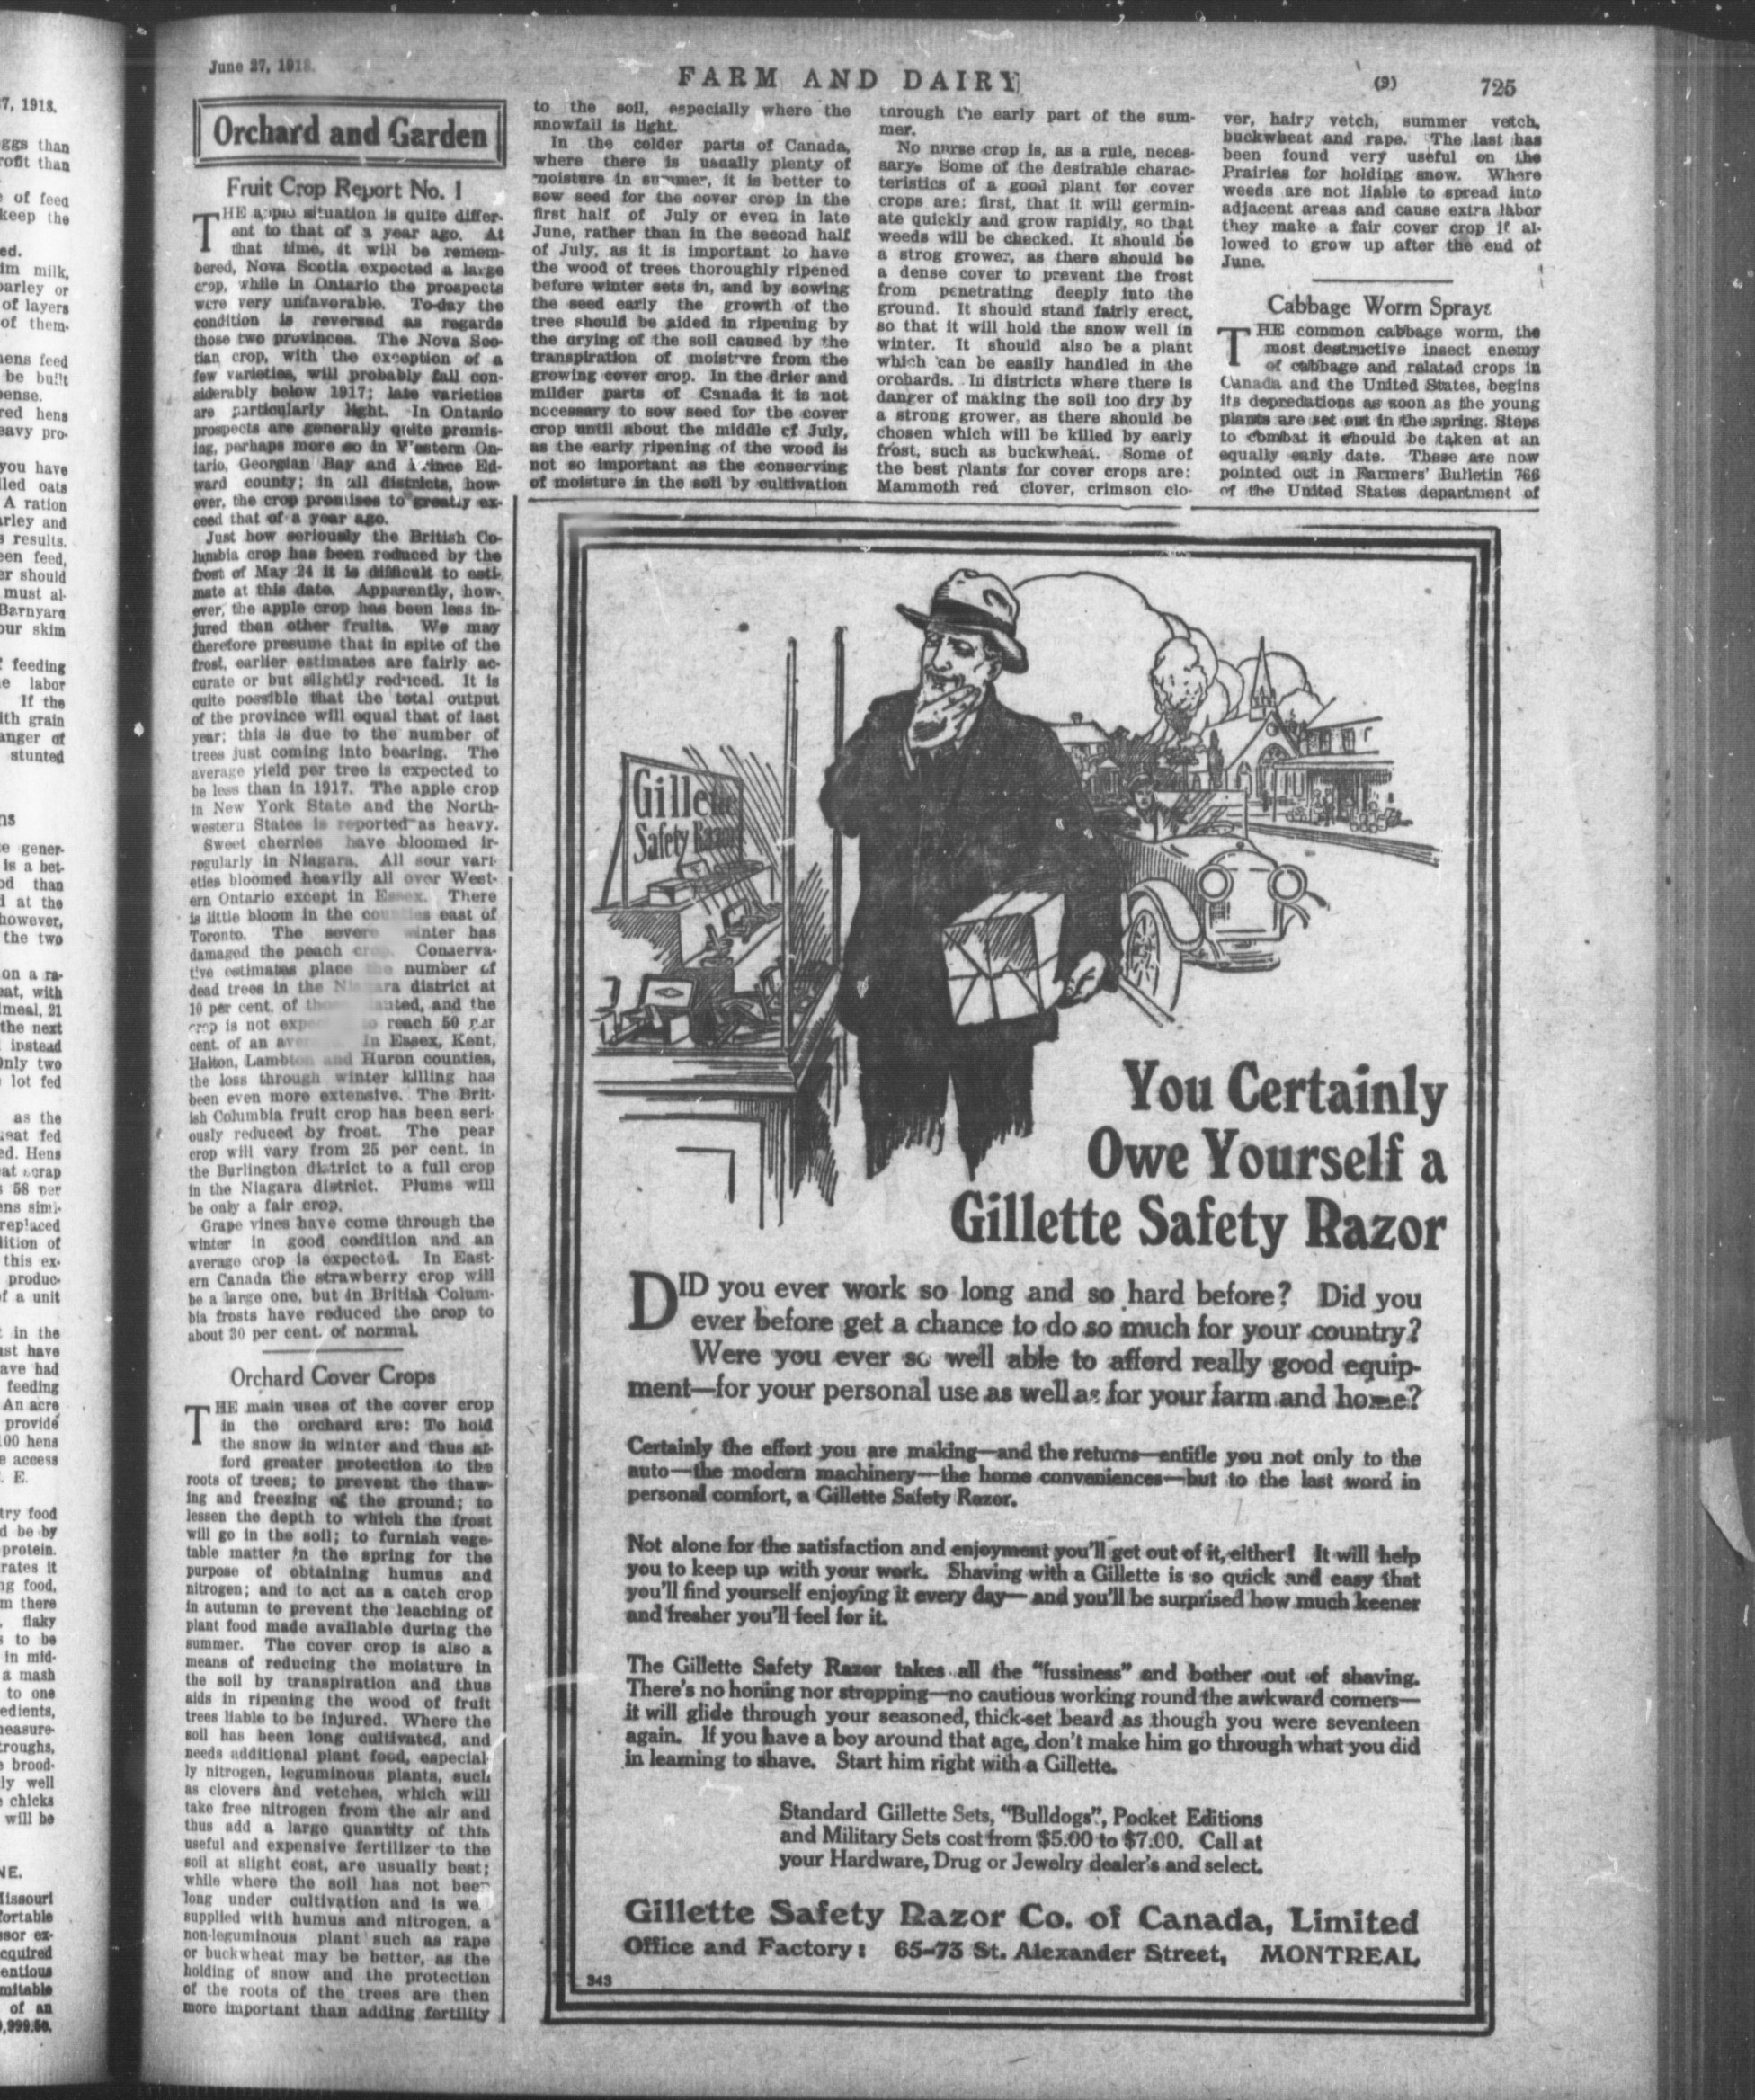 June 27, 1918.
FARM AND DAIRY
(9) 725
Orchard and Garden
Fruit Crop Report No. 1
THE situation is quite differ-
ent to that of a year ago. At
that time, it will be remem-
bered, Nova Scotia expected a large
crop, while in Ontario the prospects
were very unfavorable. To-day the
condition is reversed as regards
those two provinces. The Nova Sco-
tian crop, with the exception of a
few varieties, will probably fall con-
siderably below 1917; late varieties
are particularly light. In Ontario
prospects are generally quite promis-
ing, perhaps more so in Western On-
tario, Georgian Bay and Prince Ed-
ward county; in all districts, how-
ever, the crop promises to greatly ex-
ceed that of a year ago.
Just how seriously the British Co-
lumbia crop has been reduced by the
frost of May 24 it is difficult to esti-
mate at this date. Apparently, how-
ever, the apple crop has been less in-
jured than other fruits. We may
therefore presume that in spite of the
frost, earlier estimates are fairly ac-
curate or but slightly reduced. It is
quite possible that the total output
of the province will equal that of last
year; this is due to the number of
trees just coming into bearing. The
average yield per tree is expected to
be less than in 1917. The apple crop
in New York State and the North-
western States is reported as heavy.
Sweet cherries have bloomed ir-
regularly in Niagara. All sour vari-
eties bloomed heavily all over West-
ern Ontario except in Essex. There
is little bloom in the counties east of
Toronto. The severe winter has
damaged the peach crop. Conserva-
tive estimates place the number of
dead trees in the Niagara district at
10 per cent. of and the
crop is not reach 50 per
cent. of an In Essex, Kent,
Halton, Lambton and Huron counties,
the loss through winter killing has
been even more extensive. The Brit-
ish Columbia fruit crop has been seri-
ously reduced by frost. The pear
crop will vary from 25 per cent. in
the Burlington district to a full crop
in the Niagara district. Plums will
be only a fair crop.
Grape vines have come through the
winter in good condition and an
average crop is expected. In East-
ern Canada the strawberry crop will
be a large one, but in British Colum-
bia frosts have reduced the crop to
about 30 per cent. of normal.
Orchard Cover Crops
THE main uses of the cover crop
in the orchard are: To hold
the snow in winter and thus af-
ford greater protection to the
roots of trees; to prevent the thaw-
ing and freezing of the ground; to
lessen the depth to which the frost
will go in the soil; to furnish vege-
table matter in the spring for the
purpose of obtaining humus and
nitrogen; and to act as a catch crop
in autumn to prevent the leaching of
plant food made available during the
summer. The cover crop is also a
means of reducing the moisture in
the soil by transpiration and thus
aids in ripening the wood of fruit
trees liable to be injured. Where the
soil has been long cultivated, and
needs additional plant food, especial-
ly nitrogen, leguminous plants, such
as clovers and vetches, which will
take free nitrogen from the air and
thus add a large quantity of this
useful and expensive fertilizer to the
soil at slight cost, are usually best;
while where the soil has not been
long under cultivation and is we
supplied with humus and nitrogen, a
non-leguminous plant such as rape
or buckwheat may be better, as the
holding of snow and the protection
of the roots of the trees are then
more important than adding fertility
to the soil, especially where the
snowfall is light.
In the colder parts of Canada,
where there is usually plenty of
moisture in summer, it is better to
sow seed for the cover crop in the
first half of July or even in late
June, rather than in the second half
of July, as it is important to have
the wood of trees thoroughly ripened
before winter sets in, and by sowing
the seed early the growth of the
tree should be aided in ripening by
the drying of the soil caused by the
transpiration of moisture from the
growing cover crop. In the drier and
milder parts of Canada it is not
necessary to sow seed for the cover
crop until about the middle of July,
as the early ripening of the wood is
not so important as the conserving
of moisture in the soil by cultivation
through the early part of the sum-
mer.
No nurse crop is, as a rule, neces-
sary. Some of the desirable charac-
teristics of a good plant for cover
crops are: first, that it will germin-
ate quickly and grow rapidly, so that
weeds will be checked. It should be
a strog grower, as there should be
a dense cover to prevent the frost
from penetrating deeply into the
ground. It should stand fairly erect,
so that it will hold the snow well in
winter. It should also be a plant
which can be easily handled in the
orchards. In districts where there is
danger of making the soil too dry by
a strong grower, as there should be
chosen which will be killed by early
frost, such as buckwheat. Some of
the best plants for cover crops are:
Mammoth red clover, crimson clo-
ver, hairy vetch, summer vetch,
buckwheat and rape. The last has
been found very useful on the
Prairies for holding snow. Where
weeds are not liable to spread into
adjacent areas and cause extra labor
they make a fair cover crop if al-
lowed to grow up after the end of
June.
Cabbage Worm Sprays
THE common cabbage worm, the
most destructive insect enemy
of cabbage and related crops in
Canada and the United States, begins
its depredations as soon as the young
plants are set out in the spring. Steps
to combat it should be taken at an
equally early date. These are now
pointed out in Farmers' Bulletin 766
of the United States department of
Gillette
Safety Razor
You Certainly
Owe Yourself a
Gillette Safety Razor
DID you ever work so long and so hard before? Did you
ever before get a chance to do so much for your country?
Were you ever so well able to afford really good equip-
ment—for your personal use as well as for your farm and home?
Certainly the effort you are making—and the returns—entitle you not only to the
auto—the modern machinery—the home conveniences—but to the last word in
personal comfort, a Gillette Safety Razor.
Not alone for the satisfaction and enjoyment you'll get out of it, either! It will help
you to keep up with your work. Shaving with a Gillette is so quick and easy that
you'll find yourself enjoying it every day—and you'll be surprised how much keener
and fresher you'll feel for it.
The Gillette Safety Razor takes all the "fussiness" and bother out of shaving.
There's no honing nor stropping—no cautious working round the awkward corners—
it will glide through your seasoned, thick-set beard as though you were seventeen
again. If you have a boy around that age, don't make him go through what you did
in learning to shave. Start him right with a Gillette.
Standard Gillette Sets, "Bulldogs", Pocket Editions
and Military Sets cost from $5.00 to $7.00. Call at
your Hardware, Drug or Jewelry dealer's and select.
Gillette Safety Razor Co. of Canada, Limited
Office and Factory: 65-73 St. Alexander Street, MONTREAL
343